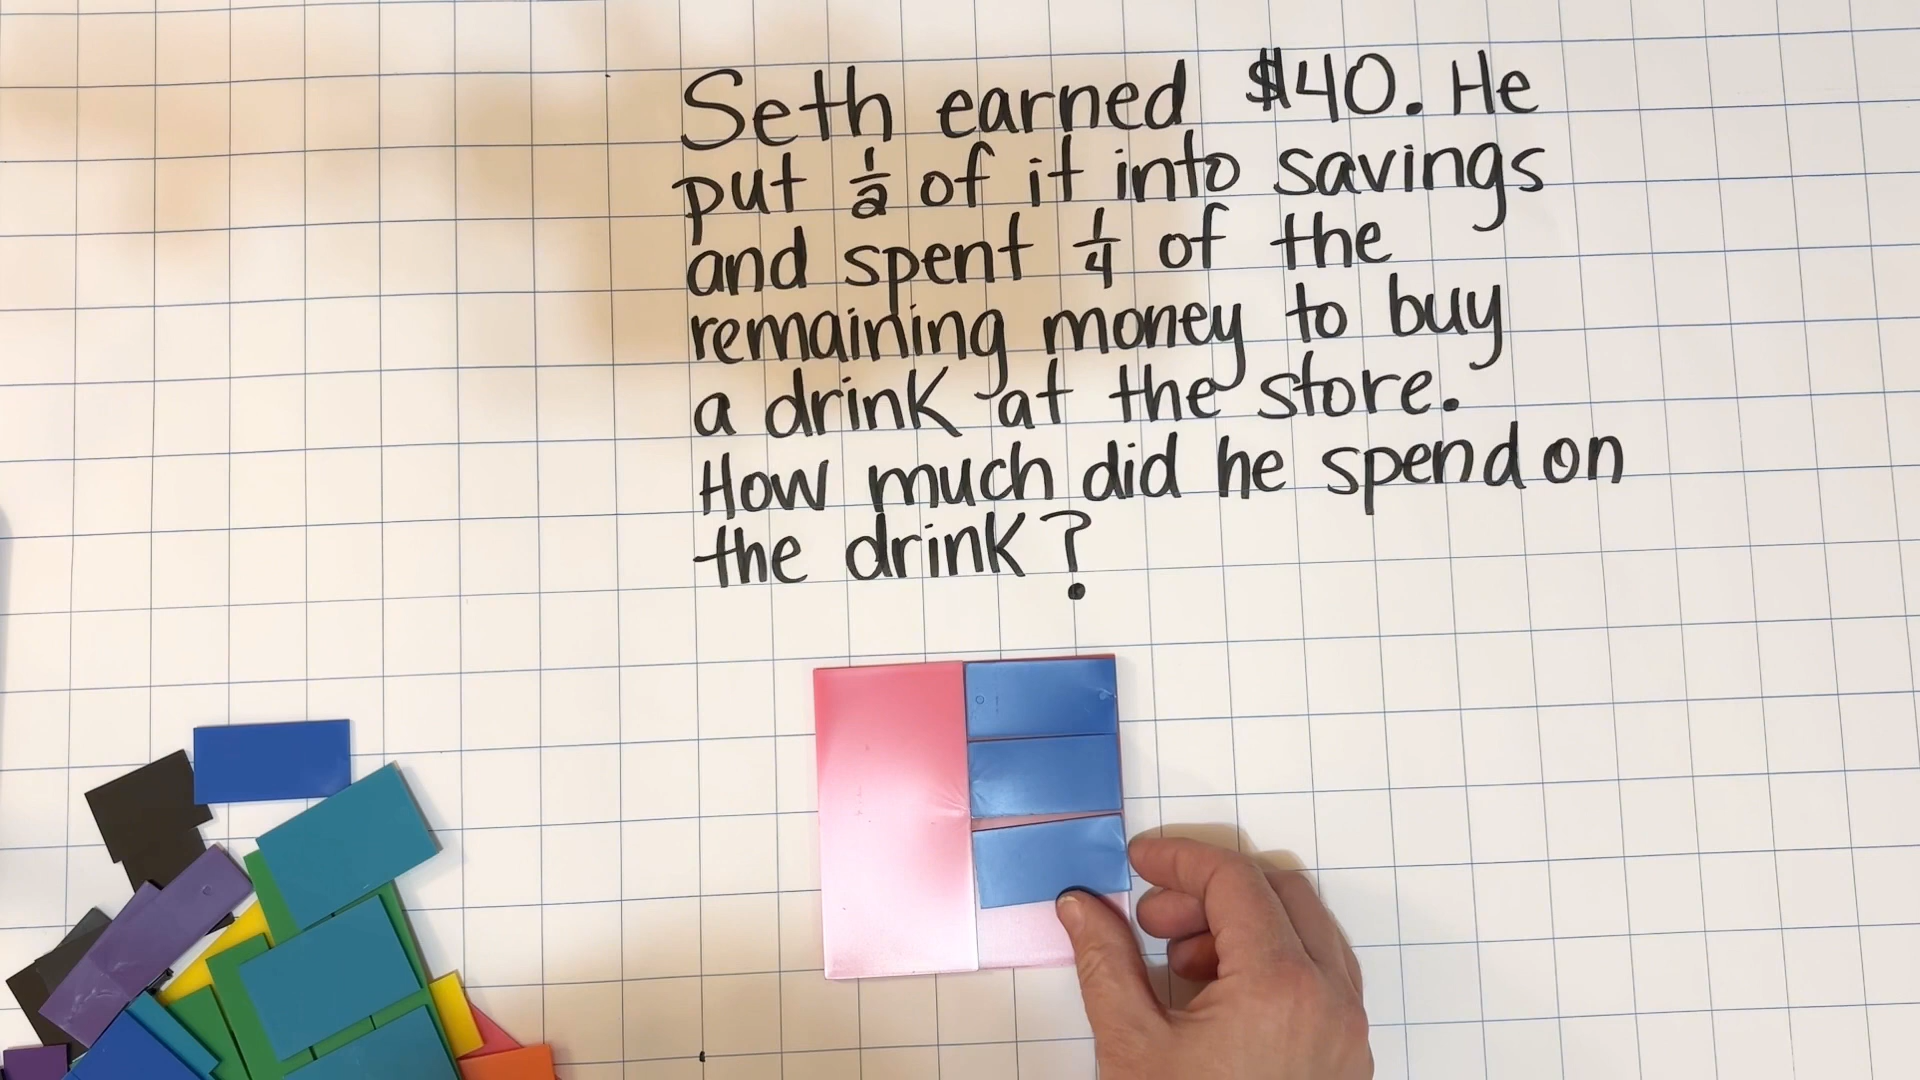 Seth earned $40. He
put 1/2 of it into savings
and spent 1/4 of the
remaining money to buy
a drink at the store.
How much did he spend on
the drink?